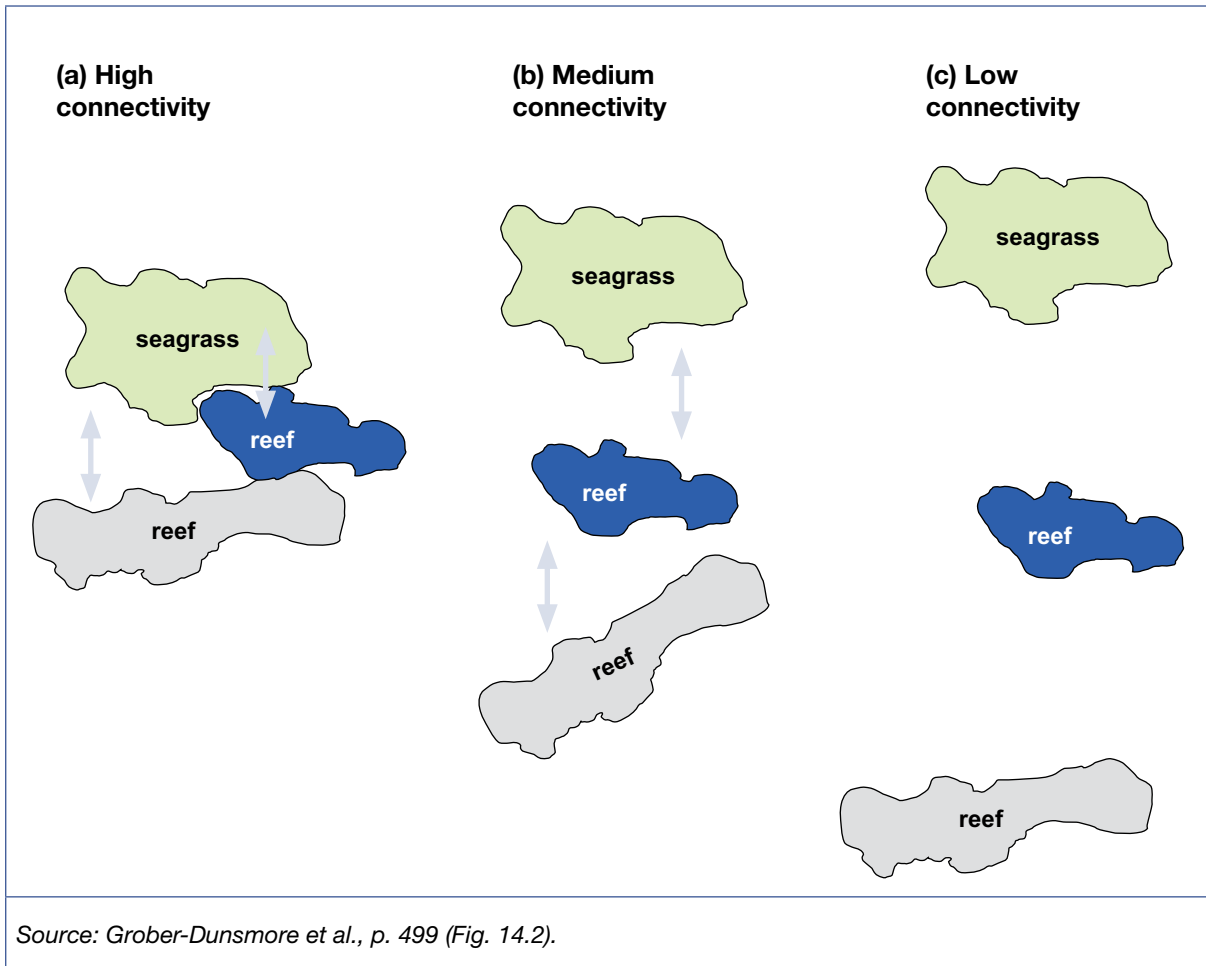 (a) High
connectivity
seagrass
reef
reef
(b) Medium
connectivity
seagrass
reef
reef
(c) Low
connectivity
seagrass
reef
reef
Source: Grober-Dunsmore et al., p. 499 (Fig. 14.2).